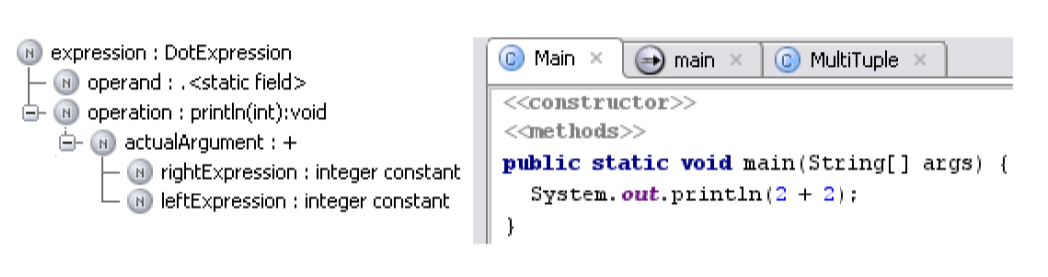 expression : DotExpression
operand : .<static field>
operation : println(int):void
actualArgument : +
rightExpression : integer constant
leftExpression : integer constant
Main × main × MultiTuple ×
<<constructor>>
<<methods>>
public static void main(String[] args) {
System.out.println(2 + 2);
}